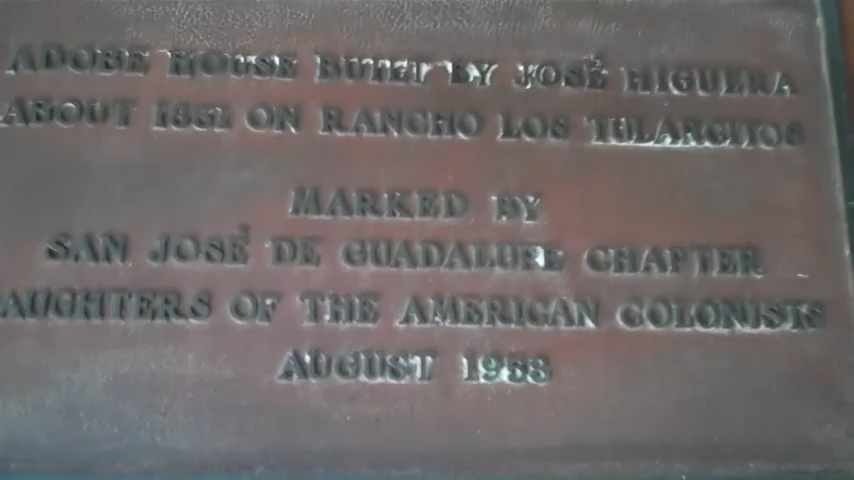 ADOBE HOUSE BUILT BY JOSÉ HIGUERA
ABOUT 1831 ON RANCHO LOS TULARCITOS
MARKED BY
SAN JOSÉ DE GUADALUPE CHAPTER
AUGHTERS OF THE AMERICAN COLONISTS
AUGUST